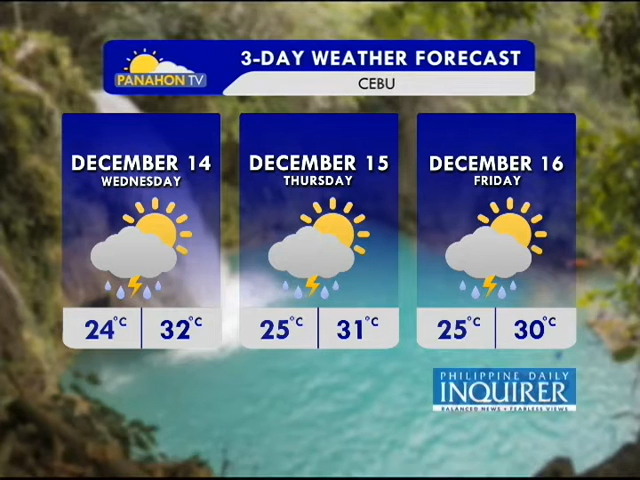 PANAHON TV
3-DAY WEATHER FORECAST
CEBU
DECEMBER 14
WEDNESDAY
24°C
32°C
DECEMBER 15
THURSDAY
25°C
31°C
DECEMBER 16
FRIDAY
25°C
30°C
PHILIPPINE DAILY
INQUIRER
BALANCED NEWS • FEARLESS VIEWS